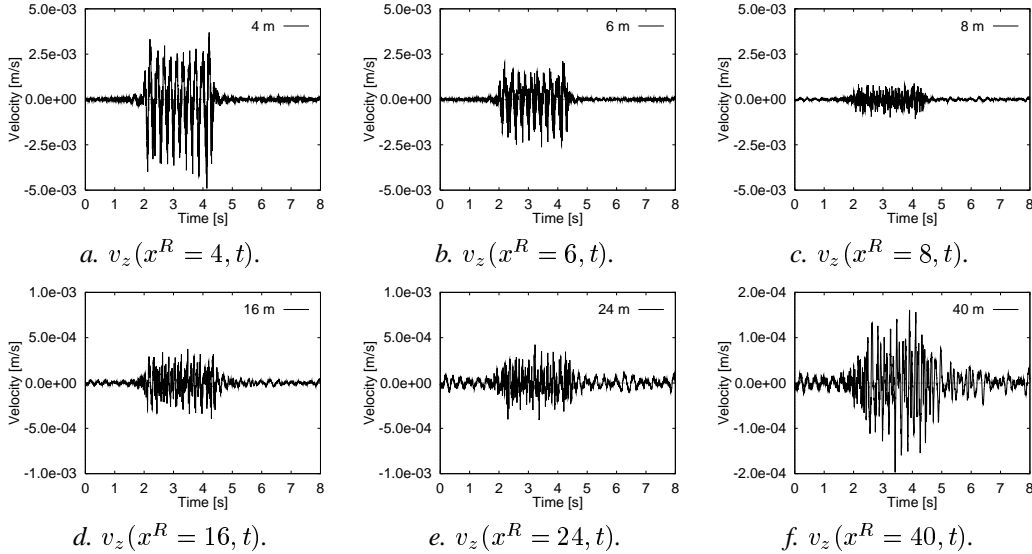 5.0e-03
2.5e-03
0.0e+00
-2.5e-03
-5.0e-03
Velocity [m/s]
4 m
0 1 2 3 4 5 6 7 8
Time [s]
a. v_z(x^R = 4, t).
5.0e-03
2.5e-03
0.0e+00
-2.5e-03
-5.0e-03
Velocity [m/s]
6 m
0 1 2 3 4 5 6 7 8
Time [s]
b. v_z(x^R = 6, t).
5.0e-03
2.5e-03
0.0e+00
-2.5e-03
-5.0e-03
Velocity [m/s]
8 m
0 1 2 3 4 5 6 7 8
Time [s]
c. v_z(x^R = 8, t).
1.0e-03
5.0e-04
0.0e+00
-5.0e-04
-1.0e-03
Velocity [m/s]
16 m
0 1 2 3 4 5 6 7 8
Time [s]
d. v_z(x^R = 16, t).
1.0e-03
5.0e-04
0.0e+00
-5.0e-04
-1.0e-03
Velocity [m/s]
24 m
0 1 2 3 4 5 6 7 8
Time [s]
e. v_z(x^R = 24, t).
2.0e-04
1.0e-04
0.0e+00
-1.0e-04
-2.0e-04
Velocity [m/s]
40 m
0 1 2 3 4 5 6 7 8
Time [s]
f. v_z(x^R = 40, t).